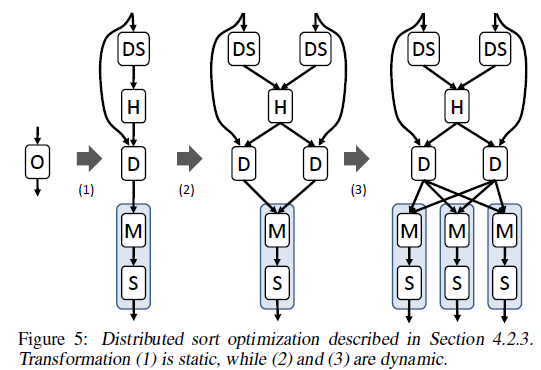 DS DS DS DS DS
H H H
O D D D D D
(1) (2) (3)
M M M M M
S S S S S
Figure 5: Distributed sort optimization described in Section 4.2.3.
Transformation (1) is static, while (2) and (3) are dynamic.